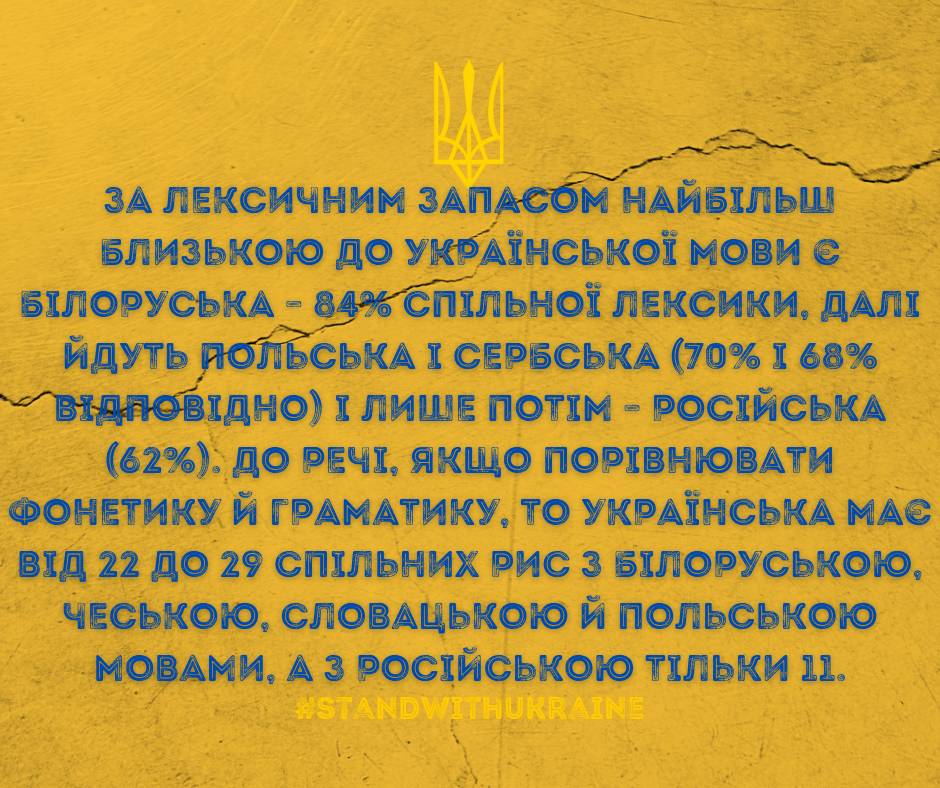 ЗА ЛЕКСИЧНИМ ЗАПАСОМ НАЙБІЛЬШ
БЛИЗЬКОЮ ДО УКРАЇНСЬКОЇ МОВИ Є
БІЛОРУСЬКА - 84% СПІЛЬНОЇ ЛЕКСИКИ, ДАЛІ
ЙДУТЬ ПОЛЬСЬКА І СЕРБСЬКА (70% І 68%
ВІДПОВІДНО) І ЛИШЕ ПОТІМ - РОСІЙСЬКА
(62%). ДО РЕЧІ, ЯКЩО ПОРІВНЮВАТИ
ФОНЕТИКУ Й ГРАМАТИКУ, ТО УКРАЇНСЬКА МАЄ
ВІД 22 ДО 29 СПІЛЬНИХ РИС З БІЛОРУСЬКОЮ,
ЧЕСЬКОЮ, СЛОВАЦЬКОЮ Й ПОЛЬСЬКОЮ
МОВАМИ, А З РОСІЙСЬКОЮ ТІЛЬКИ 11.
#STANDWITHUKRAINE